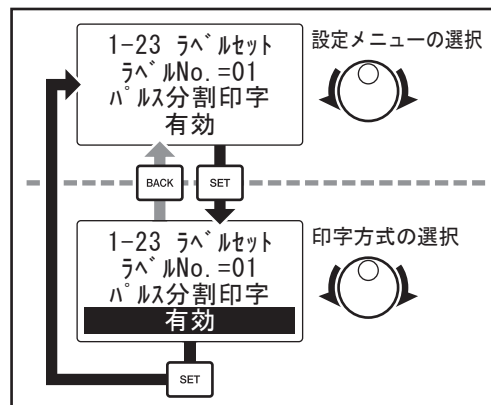 1-23 ラベルセット
ラベルNo.=01
パルス分割印字
有効
設定メニューの選択
BACK
SET
1-23 ラベルセット
ラベルNo.=01
パルス分割印字
有効
印字方式の選択
SET